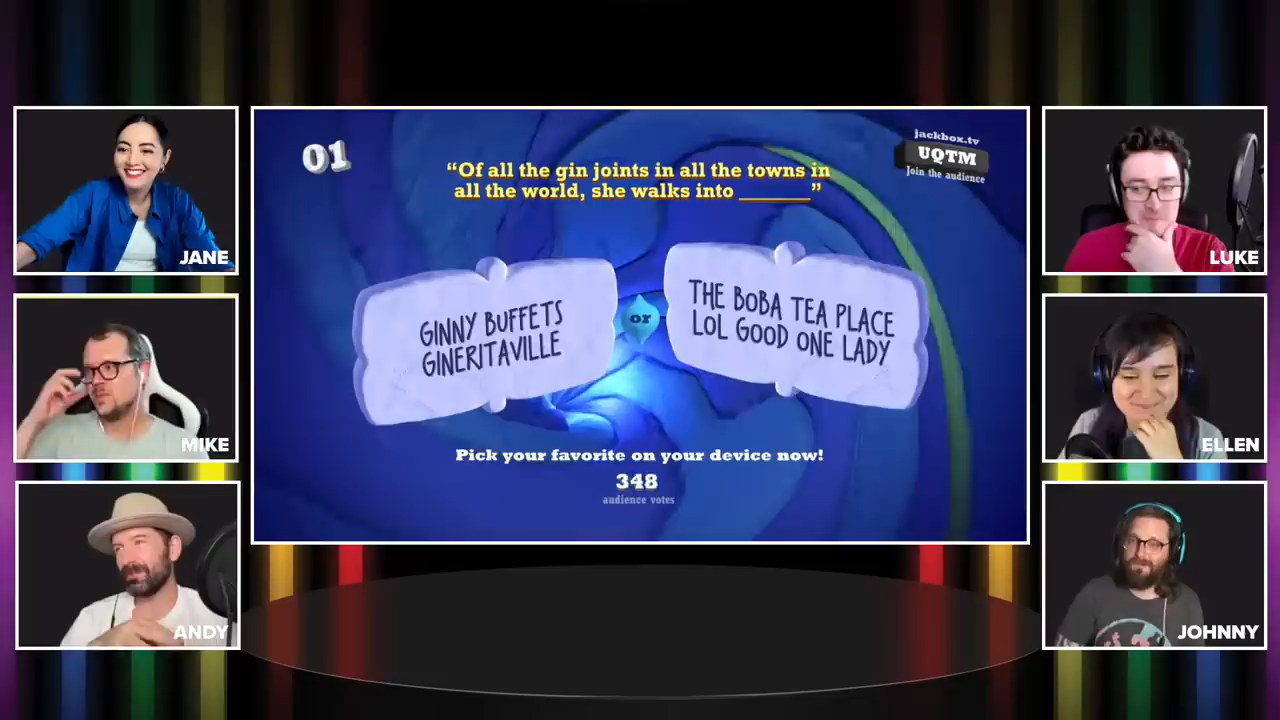 01
“Of all the gin joints in all the towns in
all the world, she walks into _______”
jackbox.tv
UQTM
Join the audience
GINNY BUFFETS
GINERITAVILLE
or
THE BOBA TEA PLACE
LOL GOOD ONE LADY
Pick your favorite on your device now!
348
audience votes
JANE
MIKE
ANDY
LUKE
ELLEN
JOHNNY